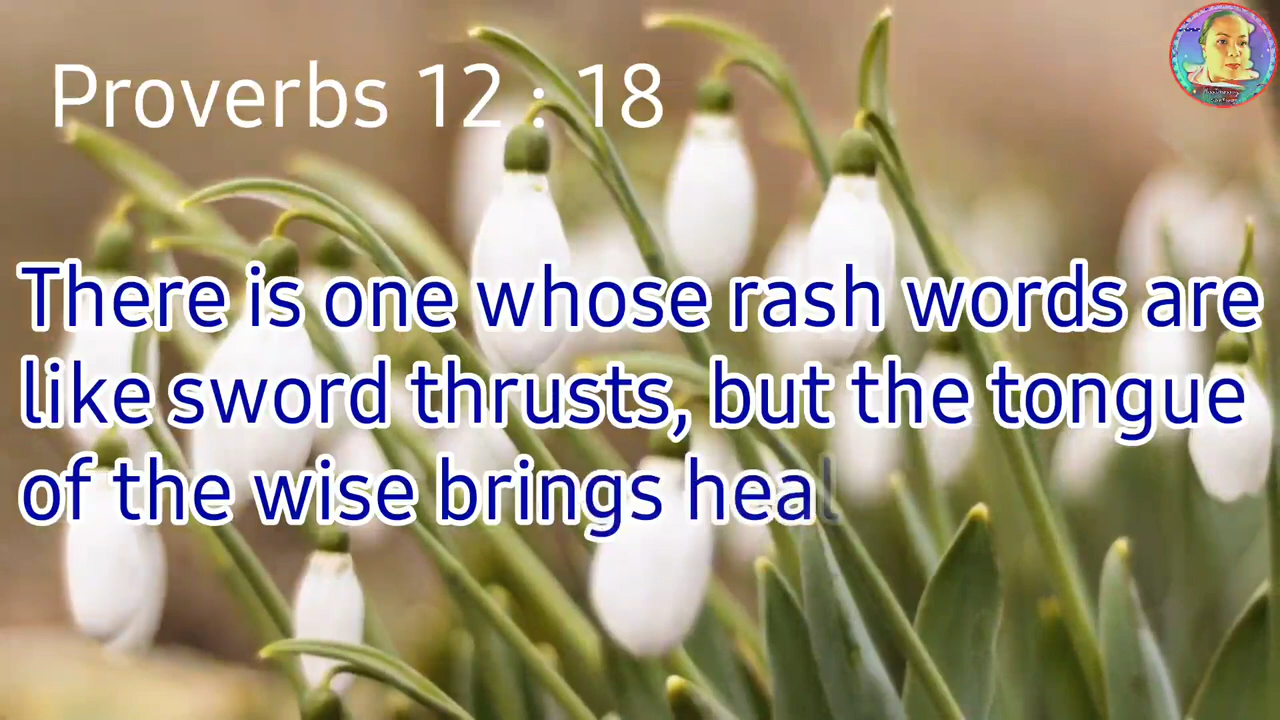 Proverbs 12 : 18
There is one whose rash words are
like sword thrusts, but the tongue
of the wise brings heal